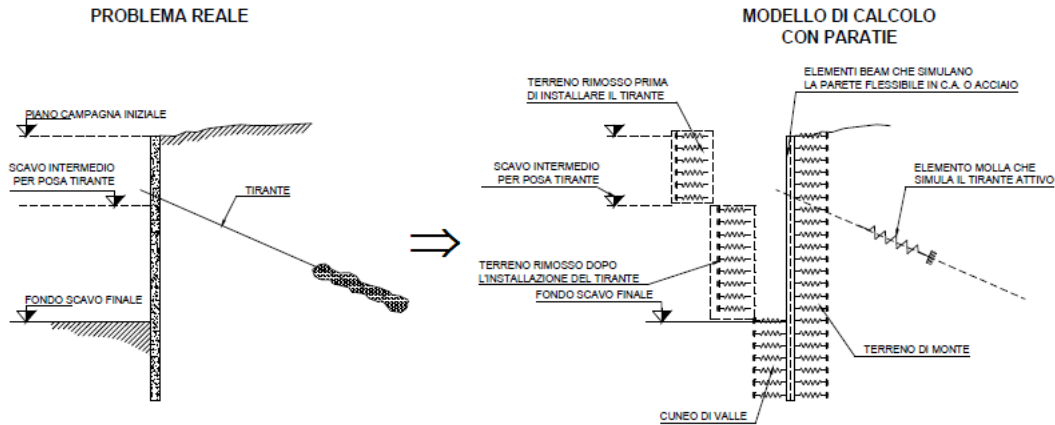 PROBLEMA REALE
PIANO CAMPAGNA INIZIALE
SCAVO INTERMEDIO
PER POSA TIRANTE
TIRANTE
FONDO SCAVO FINALE
MODELLO DI CALCOLO
CON PARATIE
TERRENO RIMOSSO PRIMA
DI INSTALLARE IL TIRANTE
ELEMENTI BEAM CHE SIMULANO
LA PARETE FLESSIBILE IN C.A. O ACCIAIO
SCAVO INTERMEDIO
PER POSA TIRANTE
ELEMENTO MOLLA CHE
SIMULA IL TIRANTE ATTIVO
TERRENO RIMOSSO DOPO
L'INSTALLAZIONE DEL TIRANTE
FONDO SCAVO FINALE
TERRENO DI MONTE
CUNEO DI VALLE